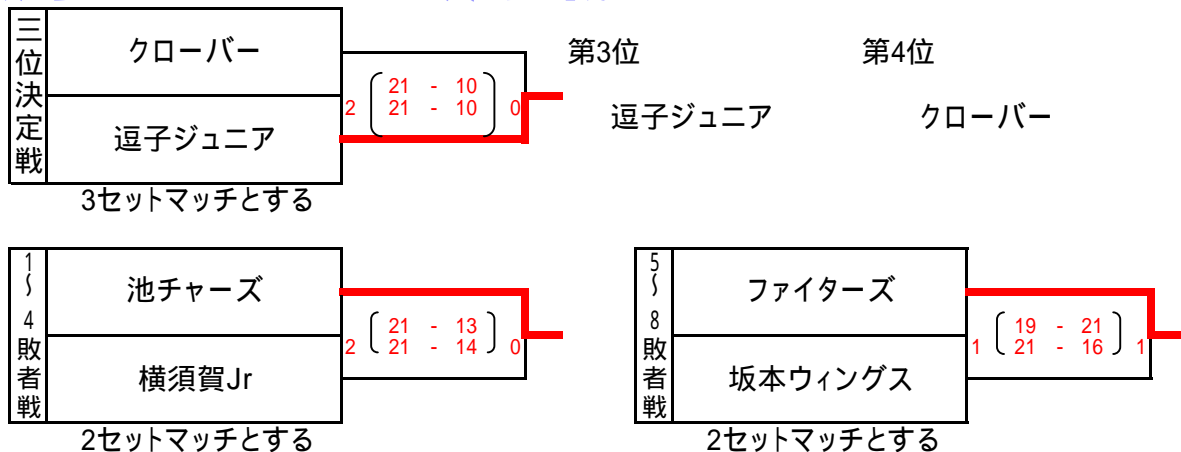 三位決定戦
クローバー
逗子ジュニア
2 21 - 10 0
21 - 10
第3位 第4位
逗子ジュニア クローバー
3セットマッチとする
1～4敗者戦
池チャーズ
横須賀Jr
2 21 - 13 0
21 - 14
2セットマッチとする
5～8敗者戦
ファイターズ
坂本ウィングス
1 19 - 21 1
21 - 16
2セットマッチとする